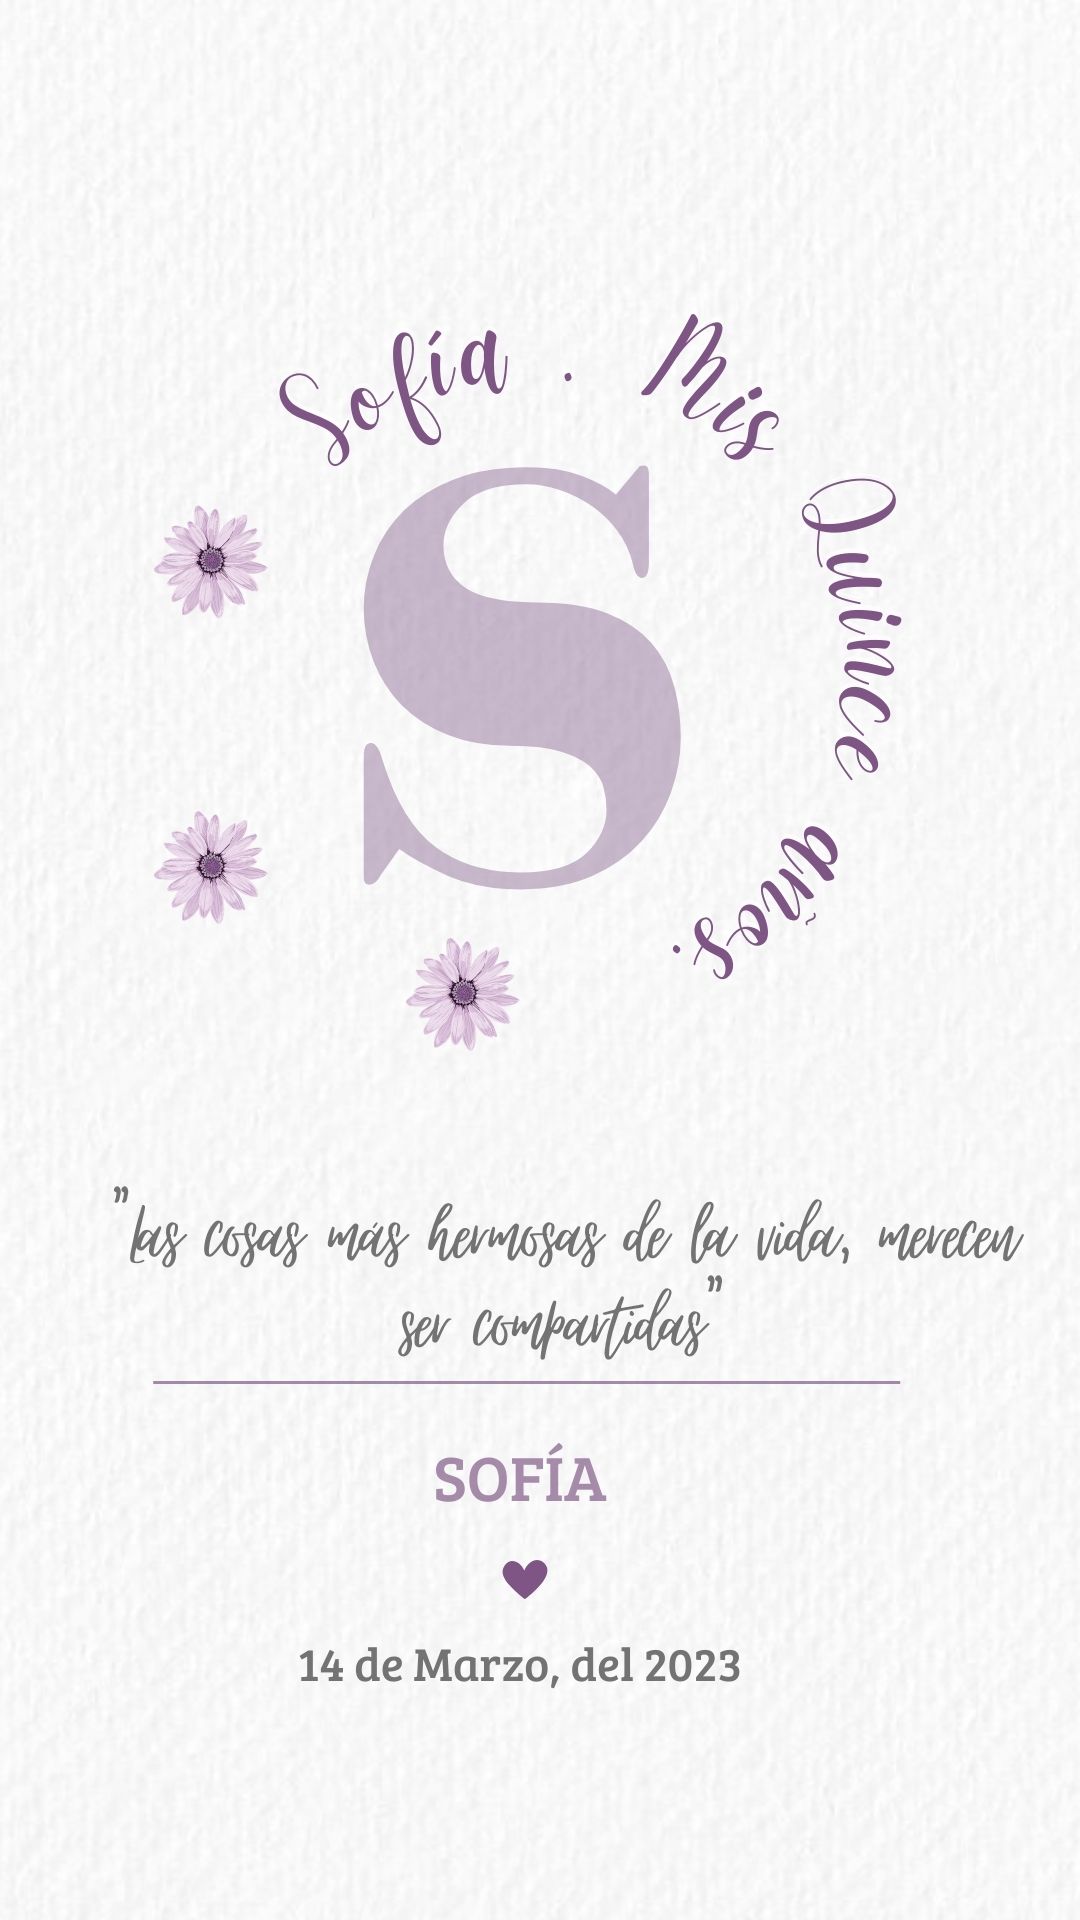 Sofía . Mis Quince años.
S
"las cosas más hermosas de la vida, merecen
ser compartidas"
SOFÍA
14 de Marzo, del 2023